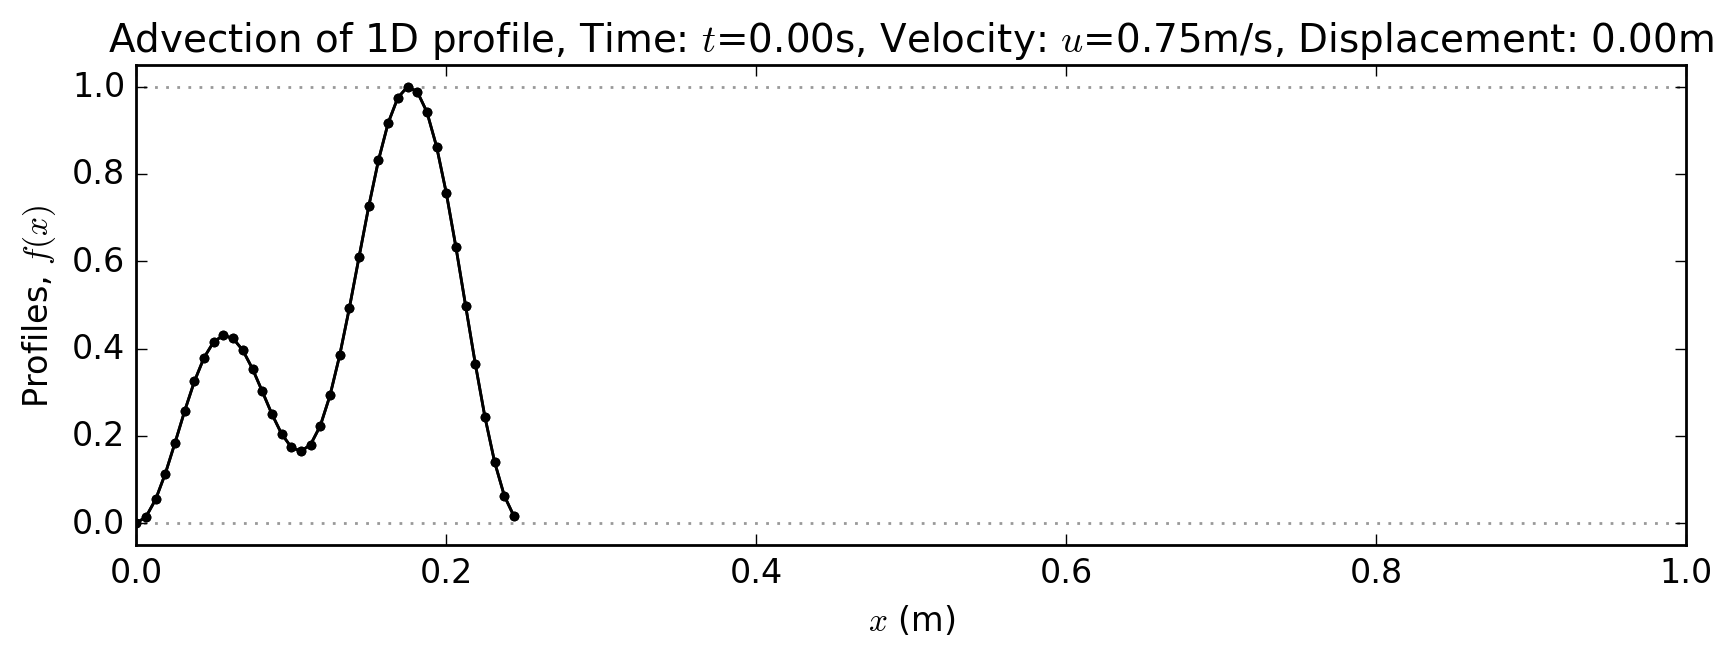 Advection of 1D profile, Time: t=0.00s, Velocity: u=0.75m/s, Displacement: 0.00m
Profiles, f(x)
1.0
0.8
0.6
0.4
0.2
0.0
0.0 0.2 0.4 0.6 0.8 1.0
x (m)